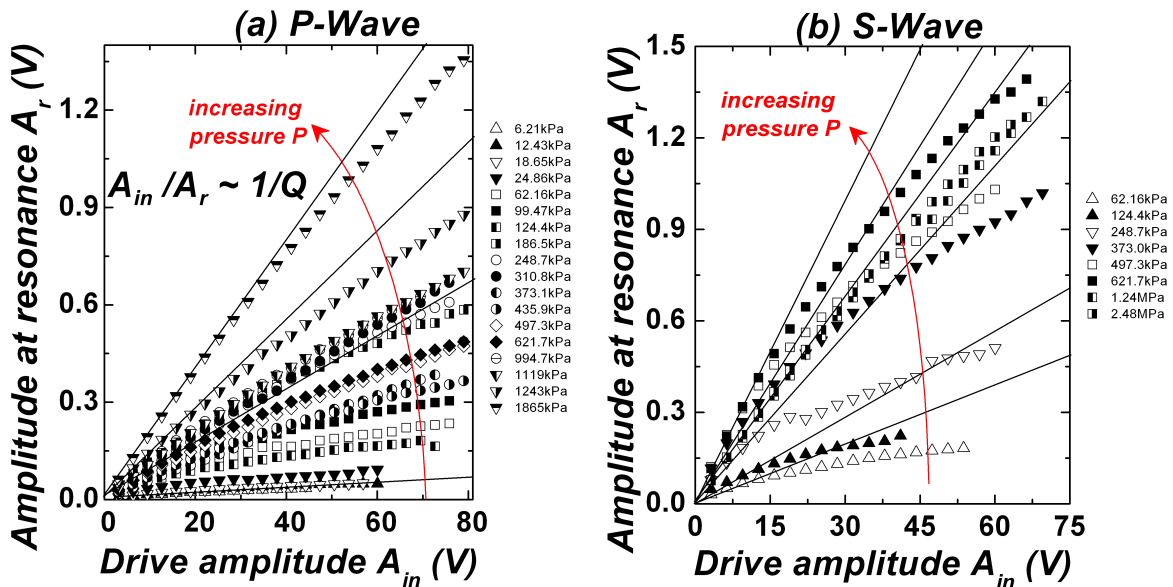 (a) P-Wave
Amplitude at resonance A_r (V)
1.2
0.9
0.6
0.3
0.0
0
20
40
60
80
Drive amplitude A_in (V)
increasing
pressure P
A_in /A_r ~ 1/Q
6.21kPa
12.43kPa
18.65kPa
24.86kPa
62.16kPa
99.47kPa
124.4kPa
186.5kPa
248.7kPa
310.8kPa
373.1kPa
435.9kPa
497.3kPa
621.7kPa
994.7kPa
1119kPa
1243kPa
1865kPa
(b) S-Wave
Amplitude at resonance A_r (V)
1.5
1.2
0.9
0.6
0.3
0.0
0
15
30
45
60
75
Drive amplitude A_in (V)
increasing
pressure P
62.16kPa
124.4kPa
248.7kPa
373.0kPa
497.3kPa
621.7kPa
1.24MPa
2.48MPa